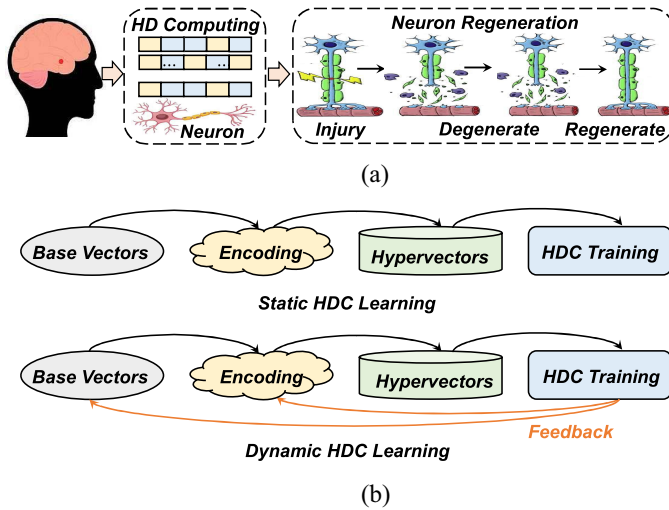 HD Computing
... ..
Neuron
Neuron Regeneration
Injury
Degenerate
Regenerate
(a)
Base Vectors
Encoding
Hypervectors
HDC Training
Static HDC Learning
Base Vectors
Encoding
Hypervectors
HDC Training
Feedback
Dynamic HDC Learning
(b)